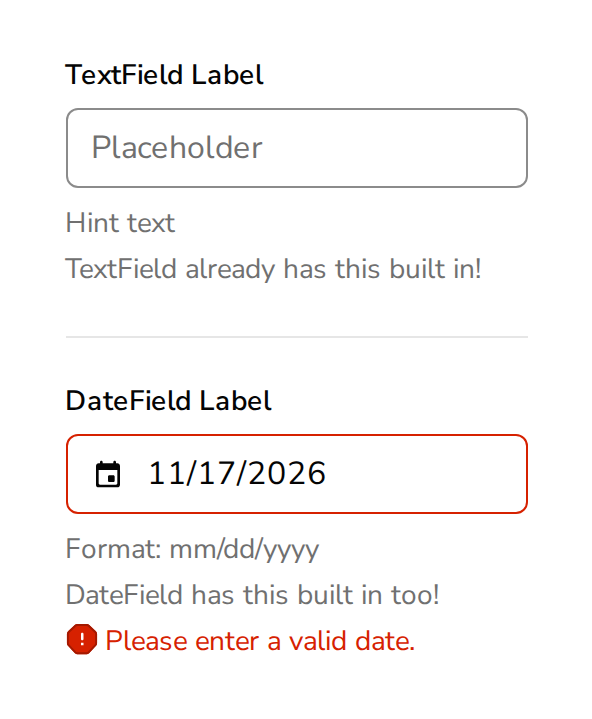 TextField Label
Placeholder
Hint text
TextField already has this built in!
DateField Label
11/17/2026
Format: mm/dd/yyyy
DateField has this built in too!
Please enter a valid date.